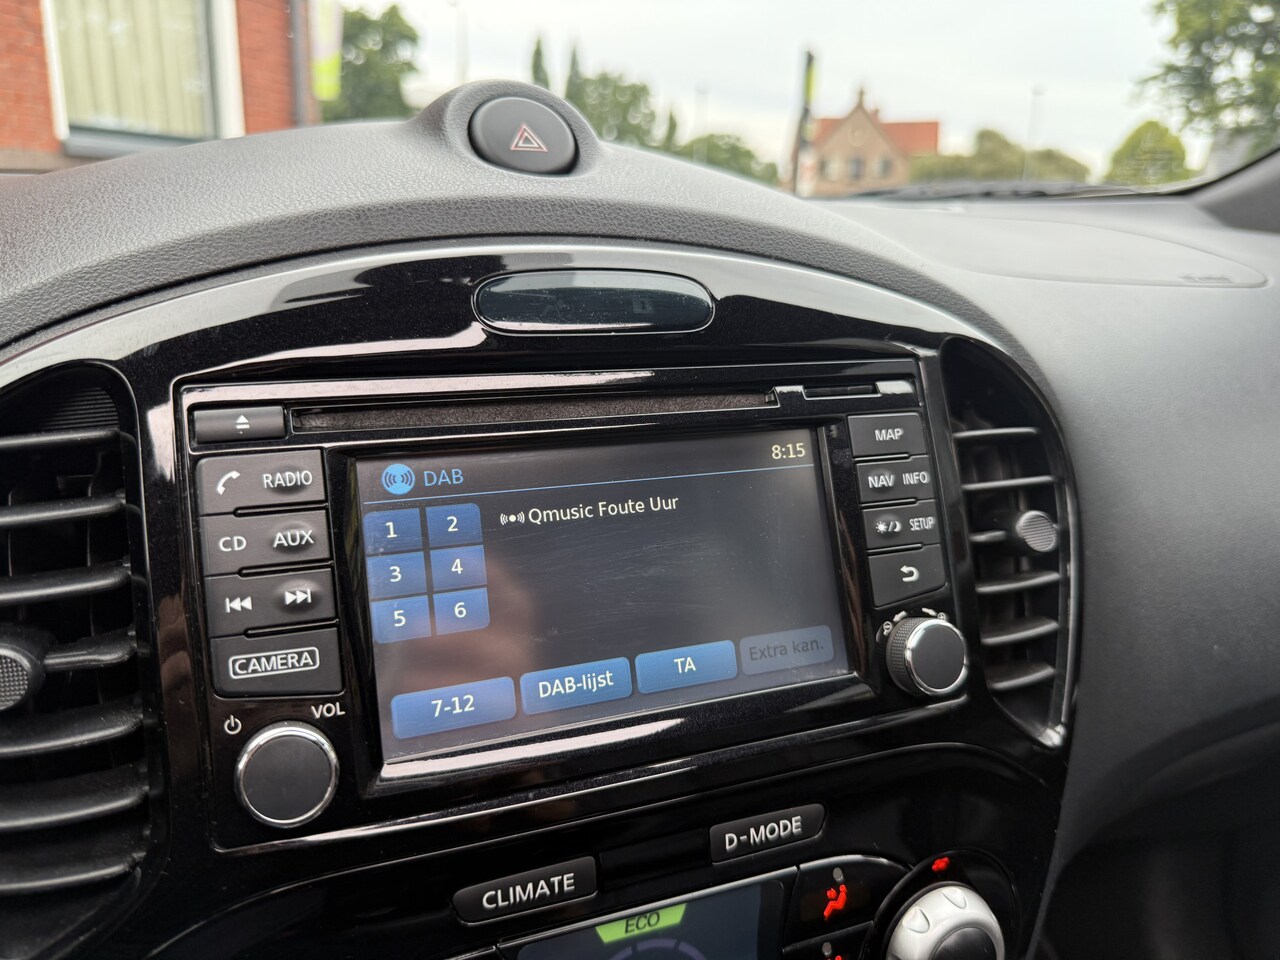 RADIO
CD
AUX
CAMERA
VOL
DAB
8:15
1
2
Qmusic Foute Uur
3
4
5
6
7-12
DAB-lijst
TA
Extra kan.
MAP
NAV
INFO
SETUP
D-MODE
CLIMATE
ECO